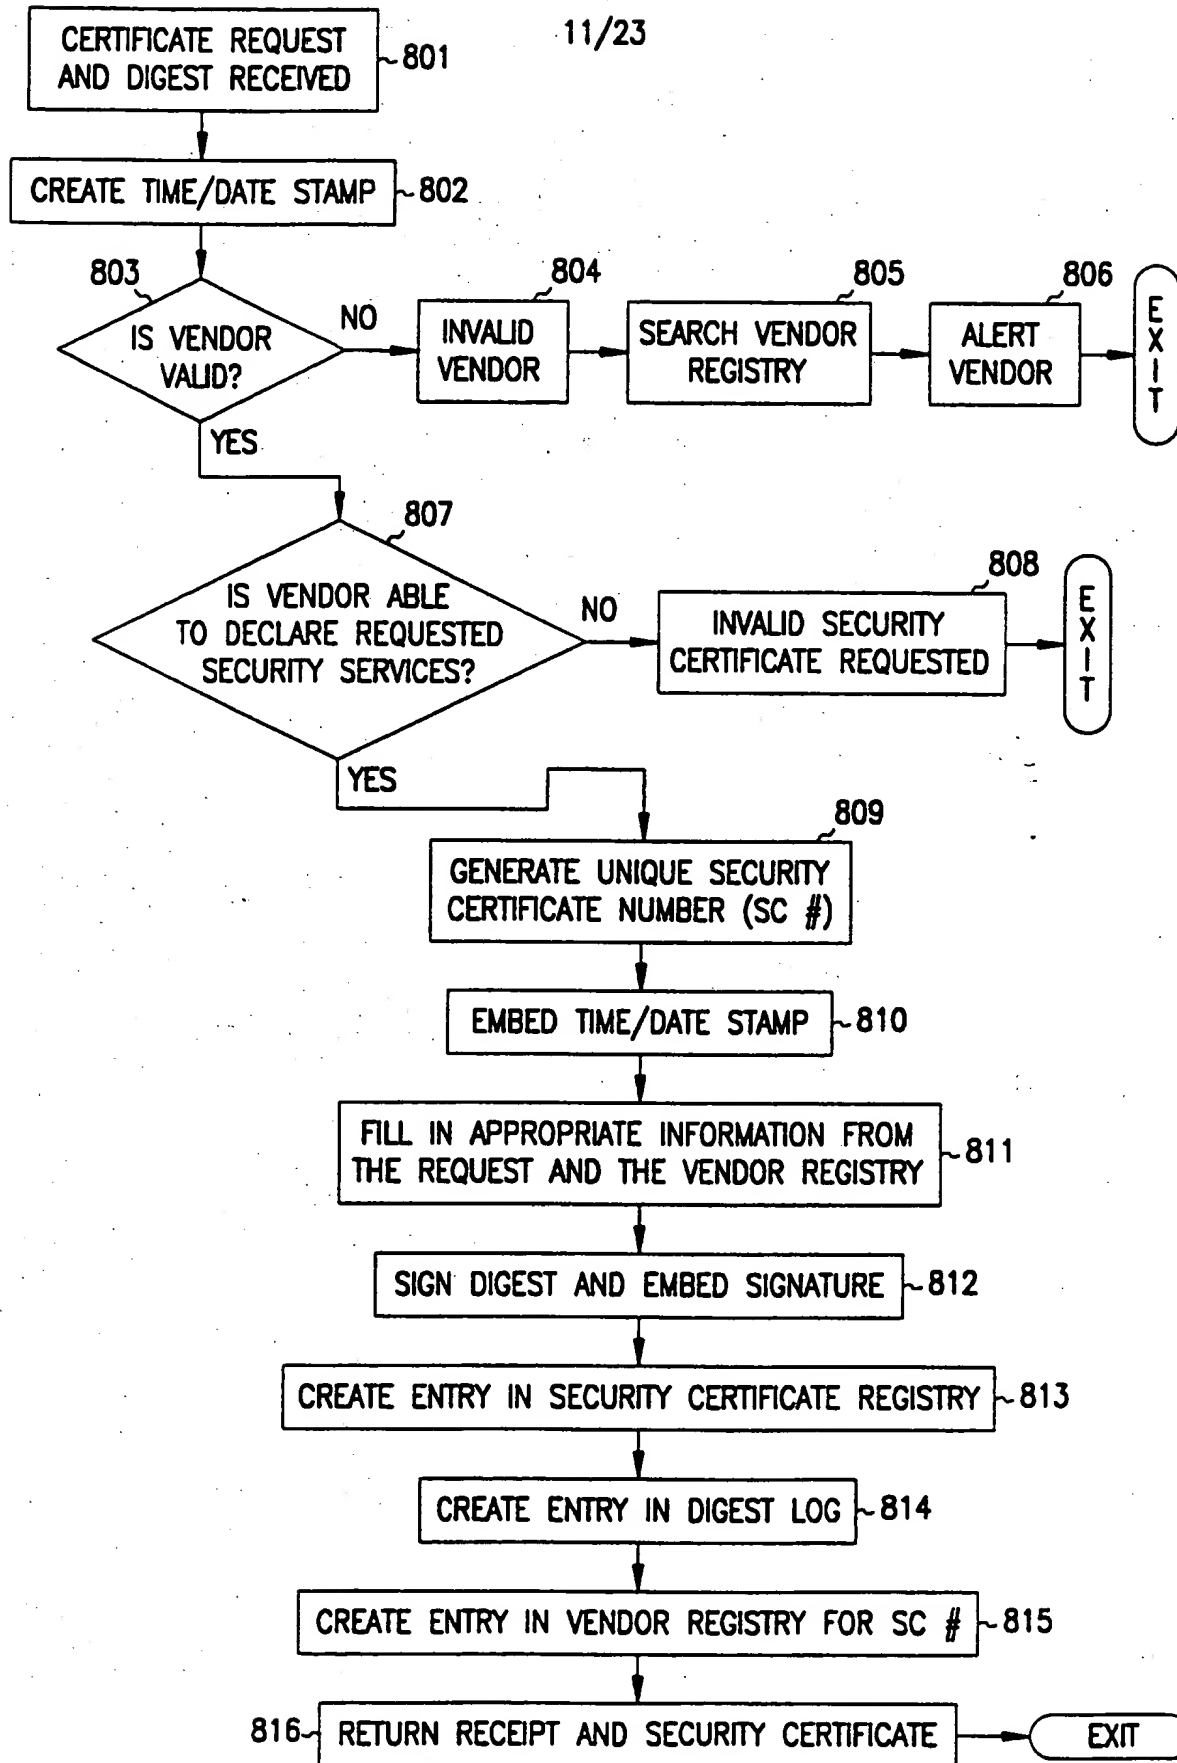 11/23
CERTIFICATE REQUEST
AND DIGEST RECEIVED
801
CREATE TIME/DATE STAMP
802
803
IS VENDOR
VALID?
NO
YES
804
INVALID
VENDOR
805
SEARCH VENDOR
REGISTRY
806
ALERT
VENDOR
EXIT
807
IS VENDOR ABLE
TO DECLARE REQUESTED
SECURITY SERVICES?
NO
YES
808
INVALID SECURITY
CERTIFICATE REQUESTED
EXIT
809
GENERATE UNIQUE SECURITY
CERTIFICATE NUMBER (SC #)
EMBED TIME/DATE STAMP
810
FILL IN APPROPRIATE INFORMATION FROM
THE REQUEST AND THE VENDOR REGISTRY
811
SIGN DIGEST AND EMBED SIGNATURE
812
CREATE ENTRY IN SECURITY CERTIFICATE REGISTRY
813
CREATE ENTRY IN DIGEST LOG
814
CREATE ENTRY IN VENDOR REGISTRY FOR SC #
815
816
RETURN RECEIPT AND SECURITY CERTIFICATE
EXIT